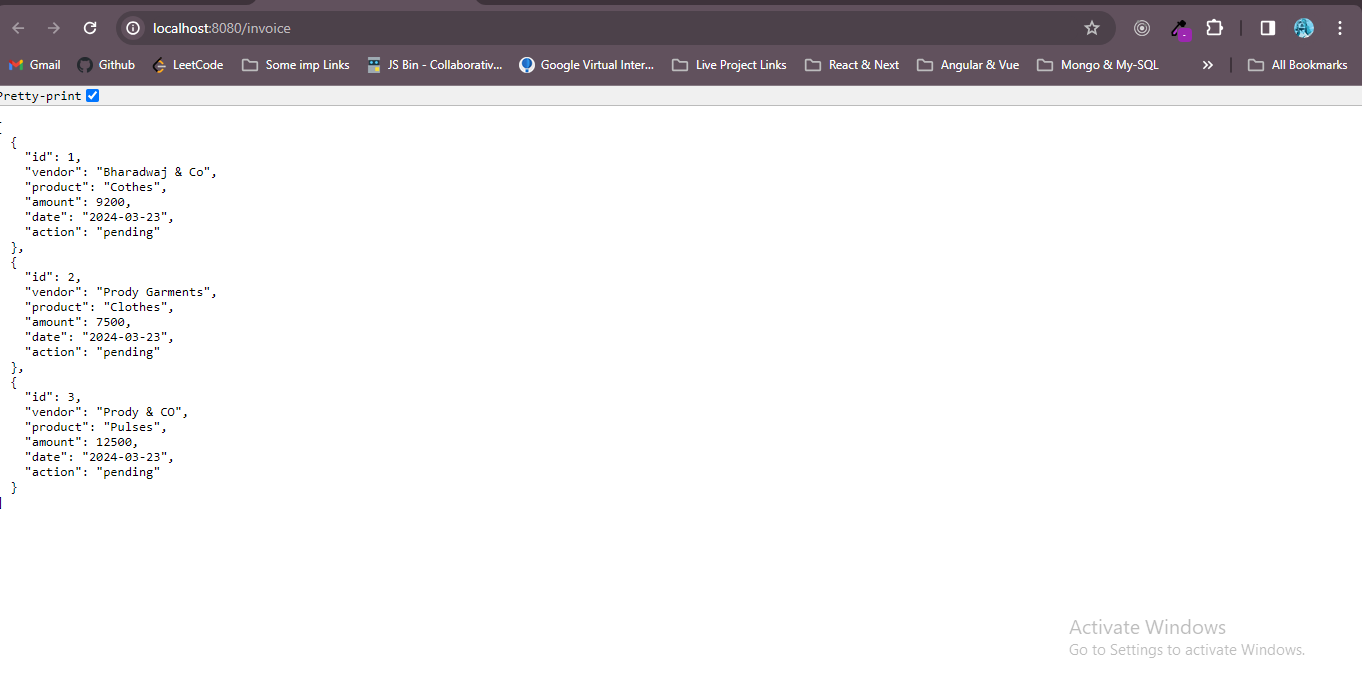 localhost:8080/invoice
Gmail Github LeetCode Some imp Links JS Bin - Collaborativ... Google Virtual Inter... Live Project Links React & Next Angular & Vue Mongo & My-SQL » All Bookmarks
Pretty-print
[
{
"id": 1,
"vendor": "Bharadwaj & Co",
"product": "Cothes",
"amount": 9200,
"date": "2024-03-23",
"action": "pending"
},
{
"id": 2,
"vendor": "Prody Garments",
"product": "Clothes",
"amount": 7500,
"date": "2024-03-23",
"action": "pending"
},
{
"id": 3,
"vendor": "Prody & CO",
"product": "Pulses",
"amount": 12500,
"date": "2024-03-23",
"action": "pending"
}
]
Activate Windows
Go to Settings to activate Windows.